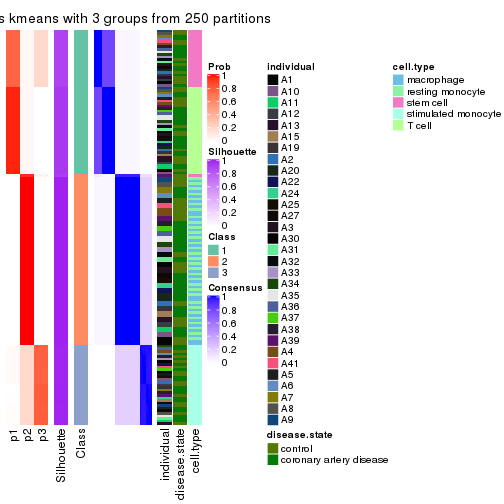 s kmeans with 3 groups from 250 partitions
p1
p2
p3
Silhouette
Class
individual
disease.state
cell.type
Prob
1
0.8
0.6
0.4
0.2
0
Silhouette
1
0.8
0.6
0.4
0.2
0
Class
1
2
3
Consensus
1
0.8
0.6
0.4
0.2
0
individual
A1
A10
A11
A12
A13
A15
A19
A2
A20
A22
A24
A25
A27
A3
A30
A31
A32
A33
A34
A35
A36
A37
A38
A39
A4
A41
A5
A6
A7
A8
A9
disease.state
control
coronary artery disease
cell.type
macrophage
resting monocyte
stem cell
stimulated monocyte
T cell